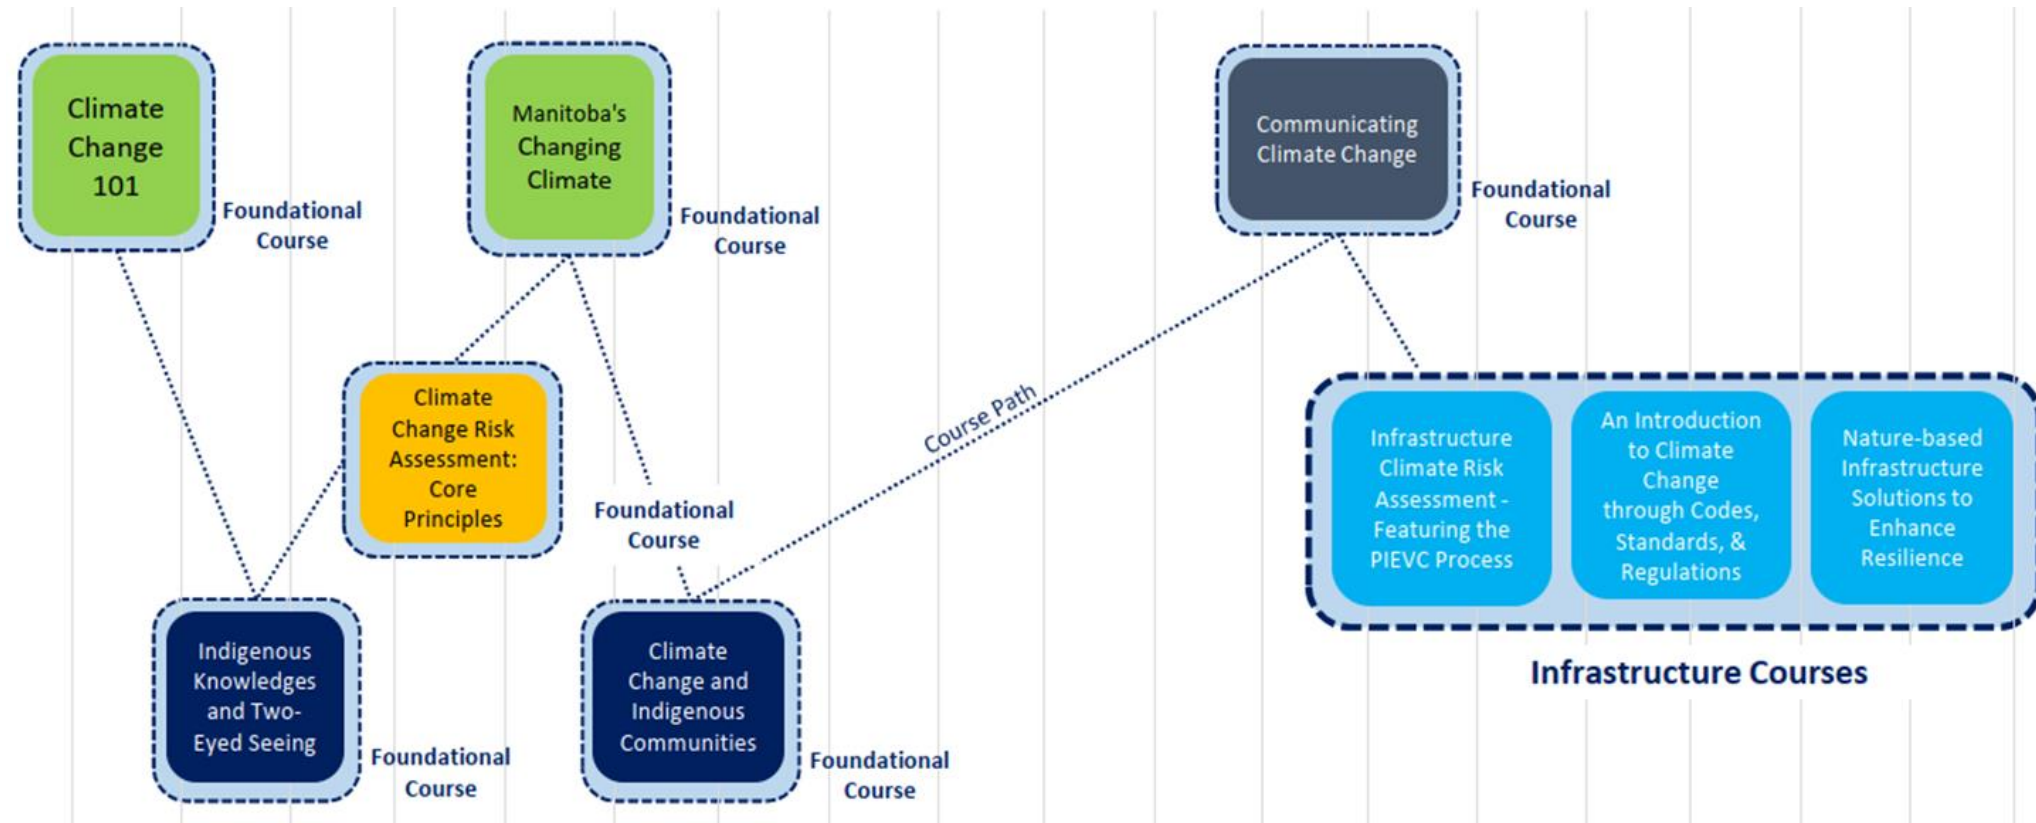 Climate
Change
101
Foundational
Course
Manitoba's
Changing
Climate
Foundational
Course
Communicating
Climate Change
Foundational
Course
Climate
Change Risk
Assessment:
Core
Principles
Foundational
Course
Course Path
Infrastructure
Climate Risk
Assessment -
Featuring the
PIEVC Process
An Introduction
to Climate
Change
through Codes,
Standards, &
Regulations
Nature-based
Infrastructure
Solutions to
Enhance
Resilience
Infrastructure Courses
Indigenous
Knowledges
and Two-
Eyed Seeing
Foundational
Course
Climate
Change and
Indigenous
Communities
Foundational
Course